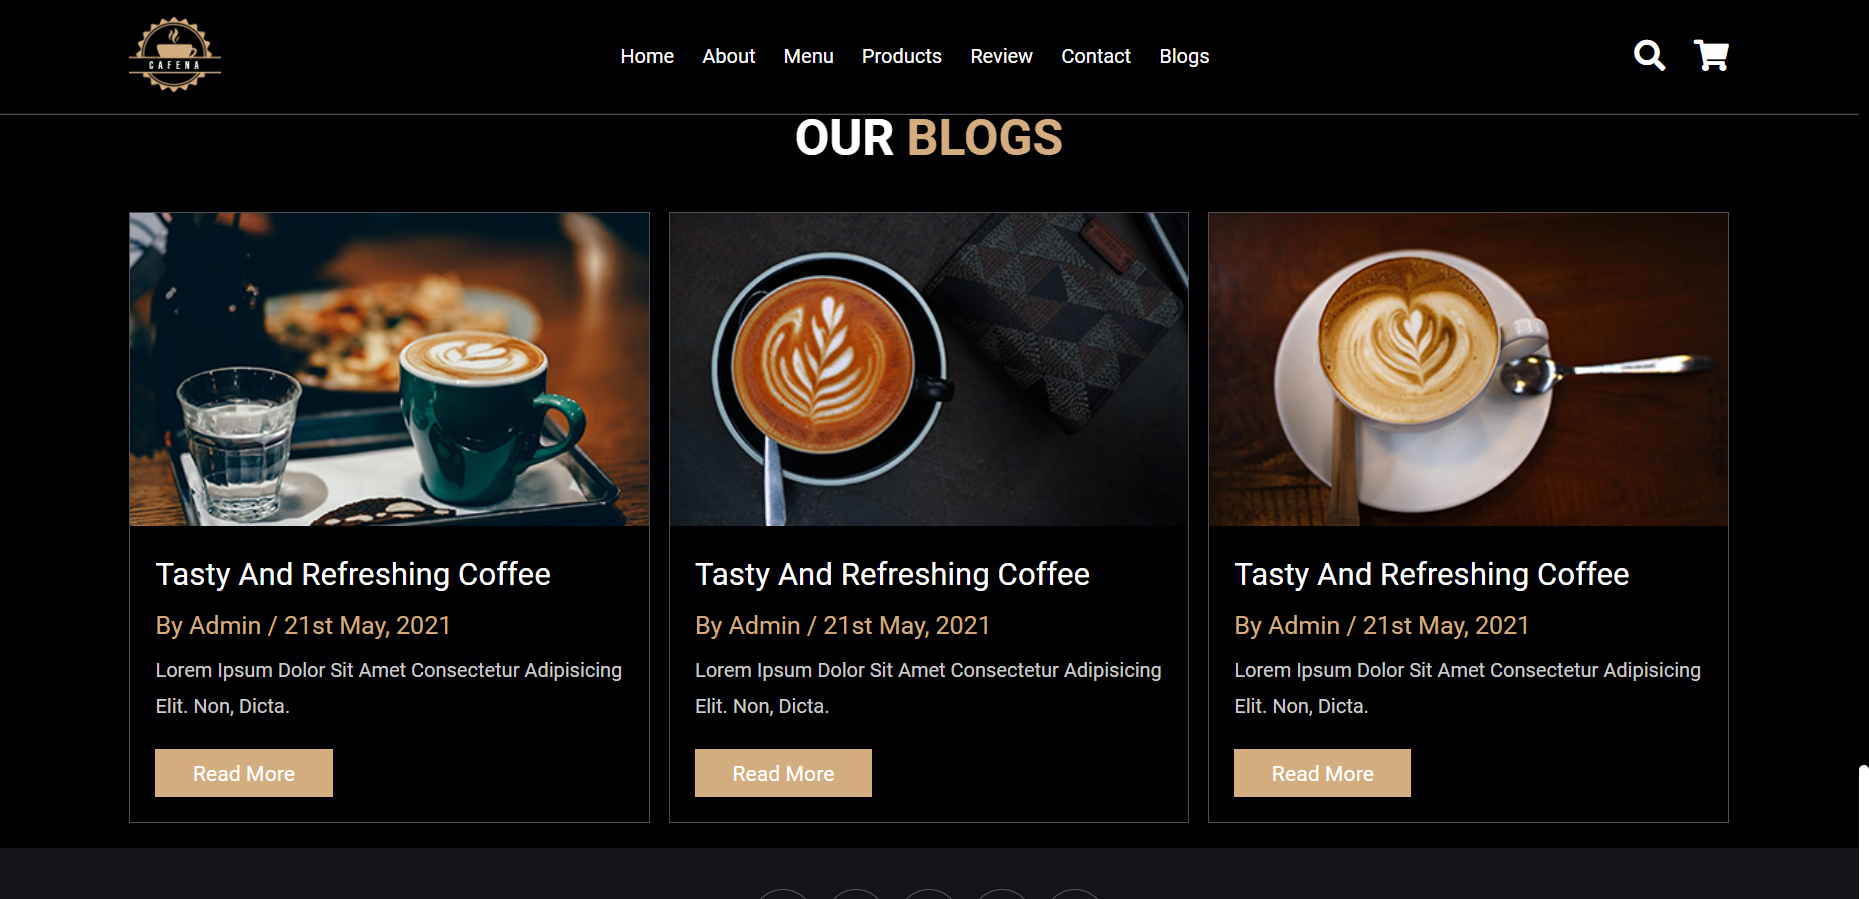 CAFENA
Home About Menu Products Review Contact Blogs
OUR BLOGS
Tasty And Refreshing Coffee
By Admin / 21st May, 2021
Lorem Ipsum Dolor Sit Amet Consectetur Adipisicing
Elit. Non, Dicta.
Read More
Tasty And Refreshing Coffee
By Admin / 21st May, 2021
Lorem Ipsum Dolor Sit Amet Consectetur Adipisicing
Elit. Non, Dicta.
Read More
Tasty And Refreshing Coffee
By Admin / 21st May, 2021
Lorem Ipsum Dolor Sit Amet Consectetur Adipisicing
Elit. Non, Dicta.
Read More